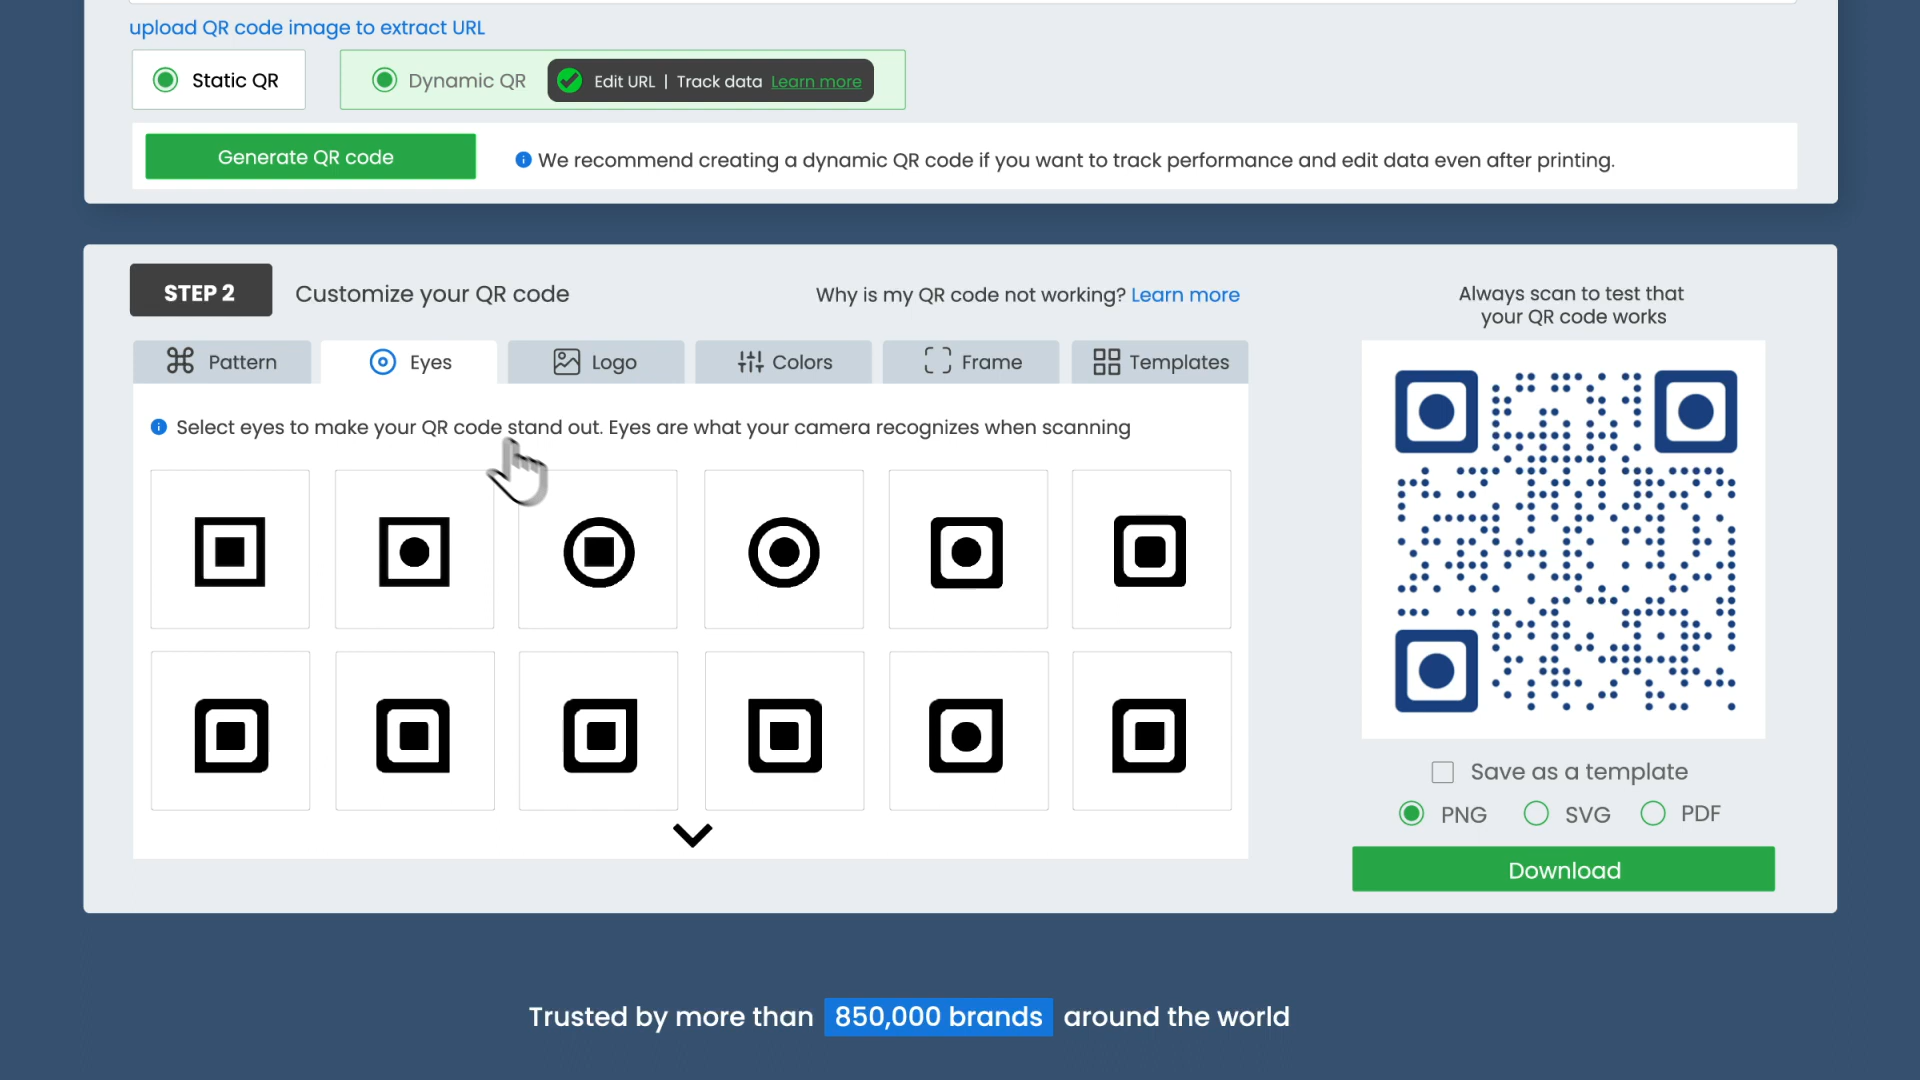 upload QR code image to extract URL
Static QR
Dynamic QR
Edit URL | Track data Learn more
Generate QR code
We recommend creating a dynamic QR code if you want to track performance and edit data even after printing.
STEP 2
Customize your QR code
Why is my QR code not working? Learn more
Always scan to test that
your QR code works
Pattern
Eyes
Logo
Colors
Frame
Templates
Select eyes to make your QR code stand out. Eyes are what your camera recognizes when scanning
Save as a template
PNG
SVG
PDF
Download
Trusted by more than 850,000 brands around the world